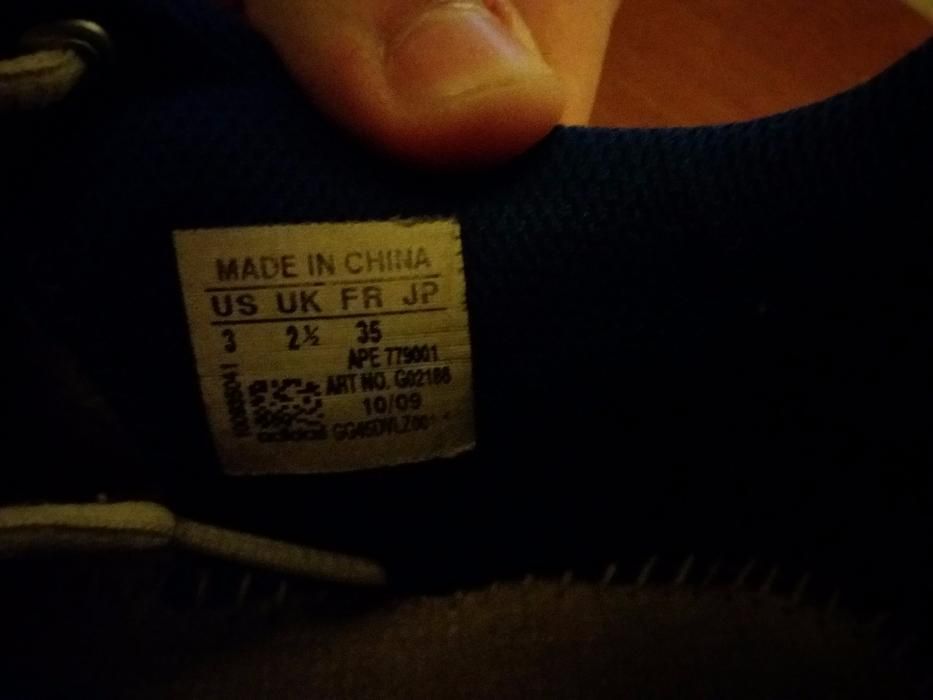 MADE IN CHINA
US UK FR JP
3 2½ 35
APE 779001
ART NO. G02188
10/09
adidas